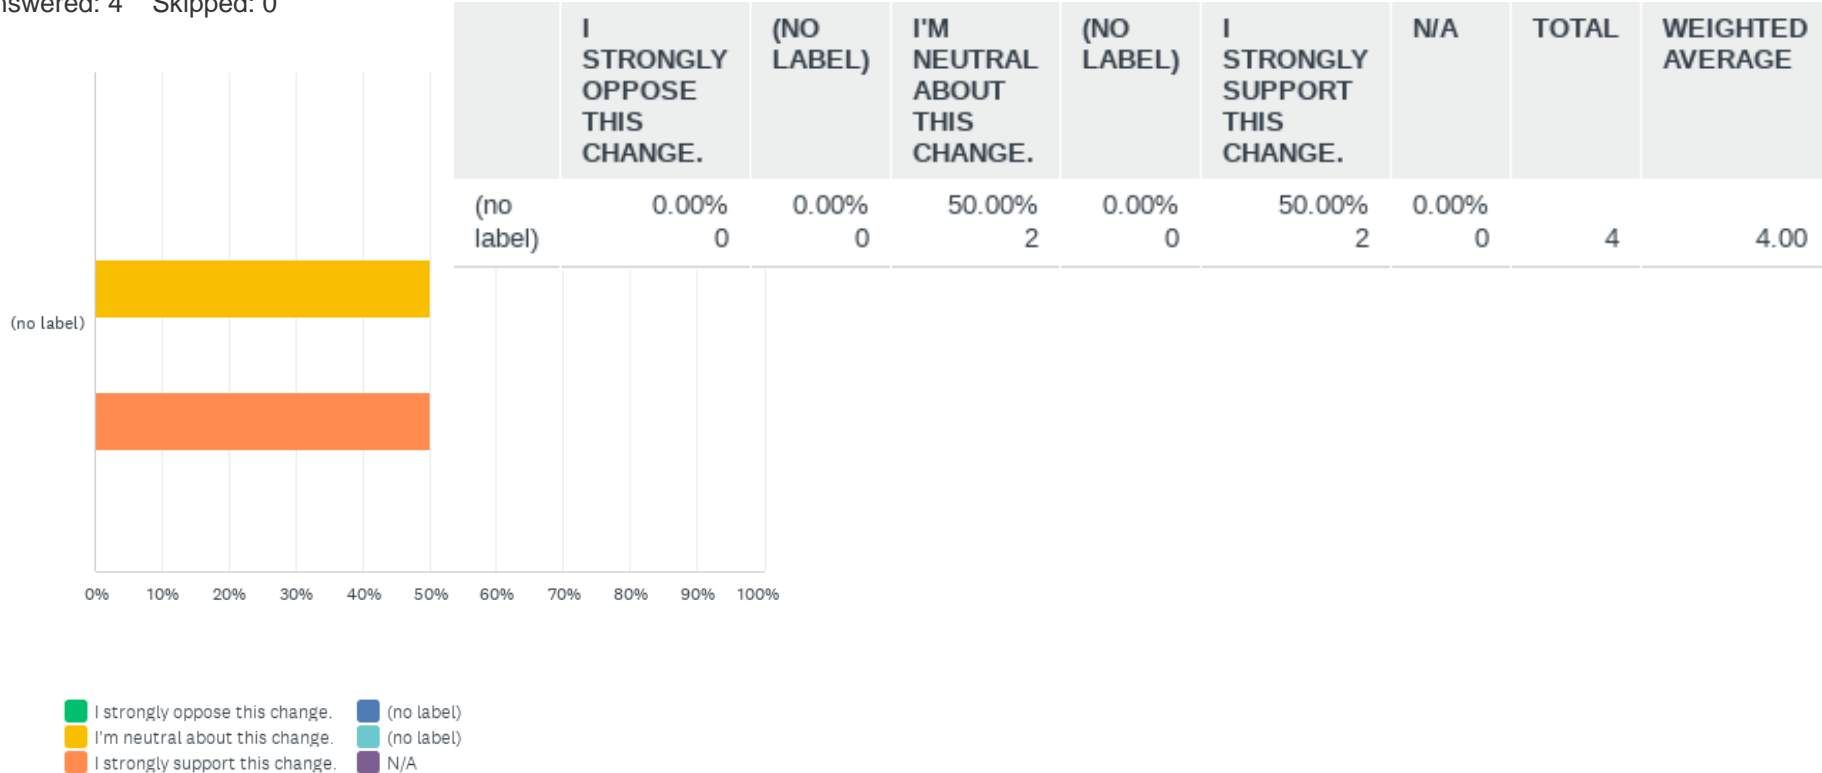 Answered: 4 Skipped: 0
I STRONGLY OPPOSE THIS CHANGE.
(NO LABEL)
I'M NEUTRAL ABOUT THIS CHANGE.
(NO LABEL)
I STRONGLY SUPPORT THIS CHANGE.
N/A
TOTAL
WEIGHTED AVERAGE
(no label)
0.00% 0.00% 50.00% 0.00% 50.00% 0.00%
0 0 2 0 2 0 4 4.00
(no label)
0% 10% 20% 30% 40% 50% 60% 70% 80% 90% 100%
I strongly oppose this change. (no label)
I'm neutral about this change. (no label)
I strongly support this change. N/A